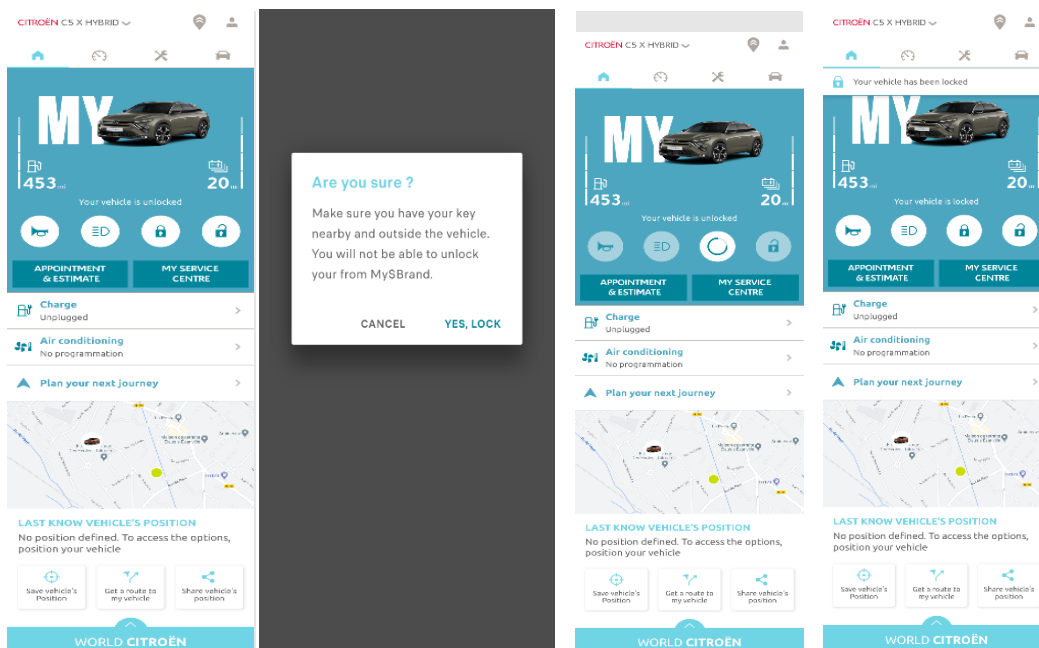 CITROËN C5 X HYBRID
MY
453 mi
20 mi
Your vehicle is unlocked
APPOINTMENT
& ESTIMATE
MY SERVICE
CENTRE
Charge
Unplugged
Air conditioning
No programmation
Plan your next journey
LAST KNOW VEHICLE'S POSITION
No position defined. To access the options,
position your vehicle
Save vehicle's
Position
Get a route to
my vehicle
Share vehicle's
position
WORLD CITROËN
Are you sure ?
Make sure you have your key
nearby and outside the vehicle.
You will not be able to unlock
your from My$Brand.
CANCEL
YES, LOCK
CITROËN C5 X HYBRID
MY
453
20
Your vehicle is unlocked
APPOINTMENT
& ESTIMATE
MY SERVICE
CENTRE
Charge
Unplugged
Air conditioning
No programmation
Plan your next journey
LAST KNOW VEHICLE'S POSITION
No position defined. To access the options,
position your vehicle
Save vehicle's
Position
Get a route to
my vehicle
Share vehicle's
position
WORLD CITROËN
CITROËN C5 X HYBRID
Your vehicle has been locked
MY
453
20
Your vehicle is locked
APPOINTMENT
& ESTIMATE
MY SERVICE
CENTRE
Charge
Unplugged
Air conditioning
No programmation
Plan your next journey
LAST KNOW VEHICLE'S POSITION
No position defined. To access the options,
position your vehicle
Save vehicle's
Position
Get a route to
my vehicle
Share vehicle's
position
WORLD CITROËN